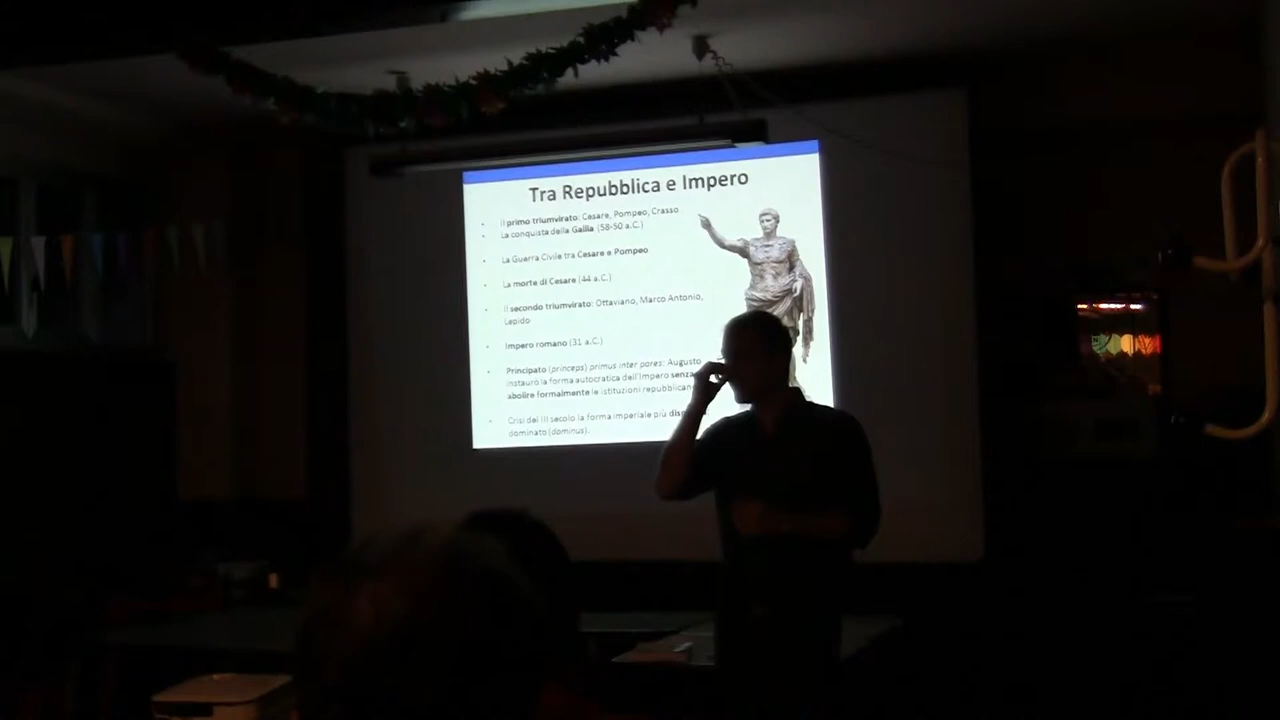 Tra Repubblica e Impero
Il primo triumvirato: Cesare, Pompeo, Crasso
La conquista della Gallia (58-50 a.C.)
La Guerra Civile tra Cesare e Pompeo
La morte di Cesare (44 a.C.)
Il secondo triumvirato: Ottaviano, Marco Antonio,
Lepido
Impero romano (31 a.C.)
Principato (princeps) primus inter pares: Augusto
instaurò la forma autocratica dell'Impero senza
abolire formalmente le istituzioni repubblican
Crisi del III secolo la forma imperiale più
dominato (dominus).